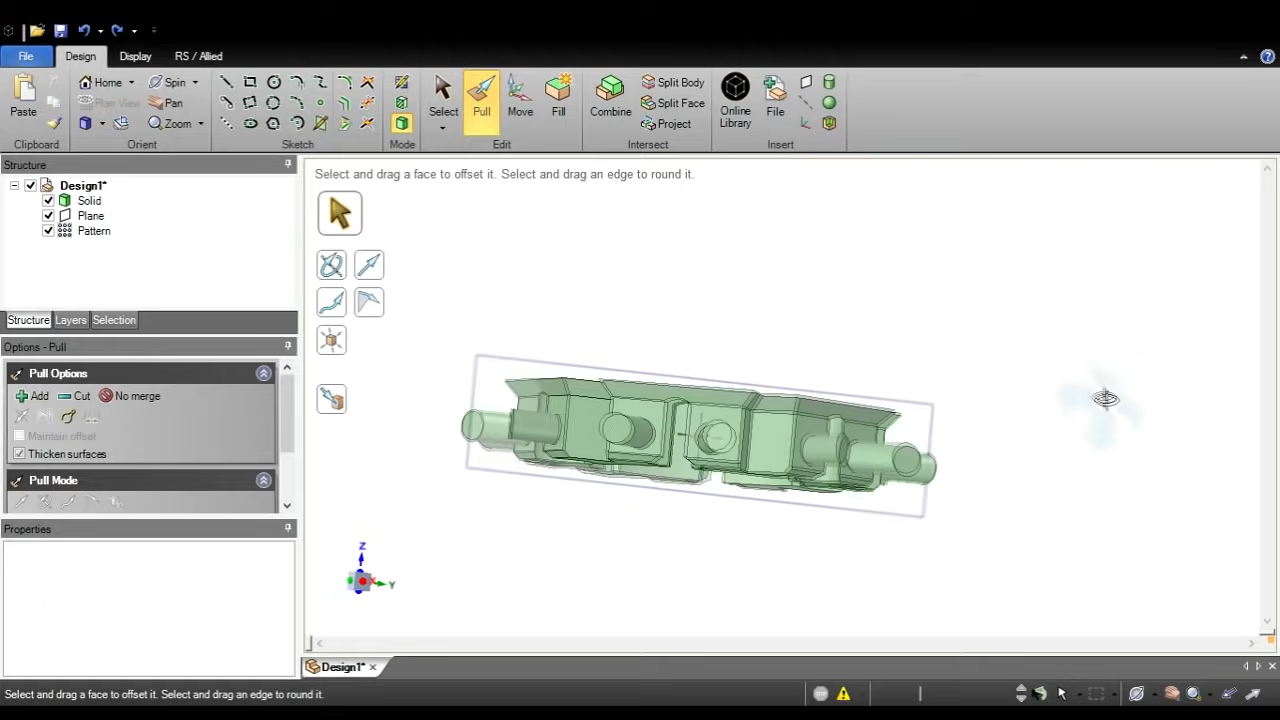 File Design Display RS / Allied
Paste Home Spin Plan View Pan Zoom Select Pull Move Fill Combine Split Body Split Face Project Online Library File
Clipboard Orient Sketch Mode Edit Intersect Insert
Structure
Design1*
Solid
Plane
Pattern
Structure Layers Selection
Options - Pull
Pull Options
Add Cut No merge
Maintain offset
Thicken surfaces
Pull Mode
Properties
Select and drag a face to offset it. Select and drag an edge to round it.
Z
X
Y
Design1*
Select and drag a face to offset it. Select and drag an edge to round it.